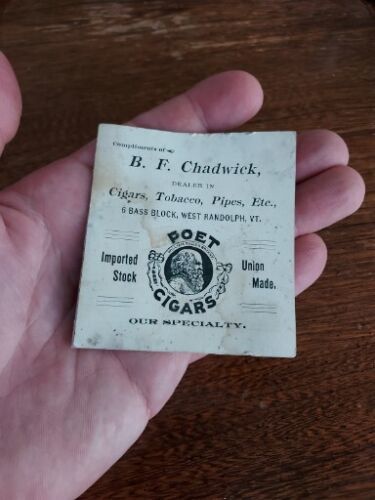 Compliments of
B. F. Chadwick,
DEALER IN
Cigars, Tobacco, Pipes, Etc.,
6 BASS BLOCK, WEST RANDOLPH, VT.
POET
Imported Stock
Union Made.
CIGARS
OUR SPECIALTY.